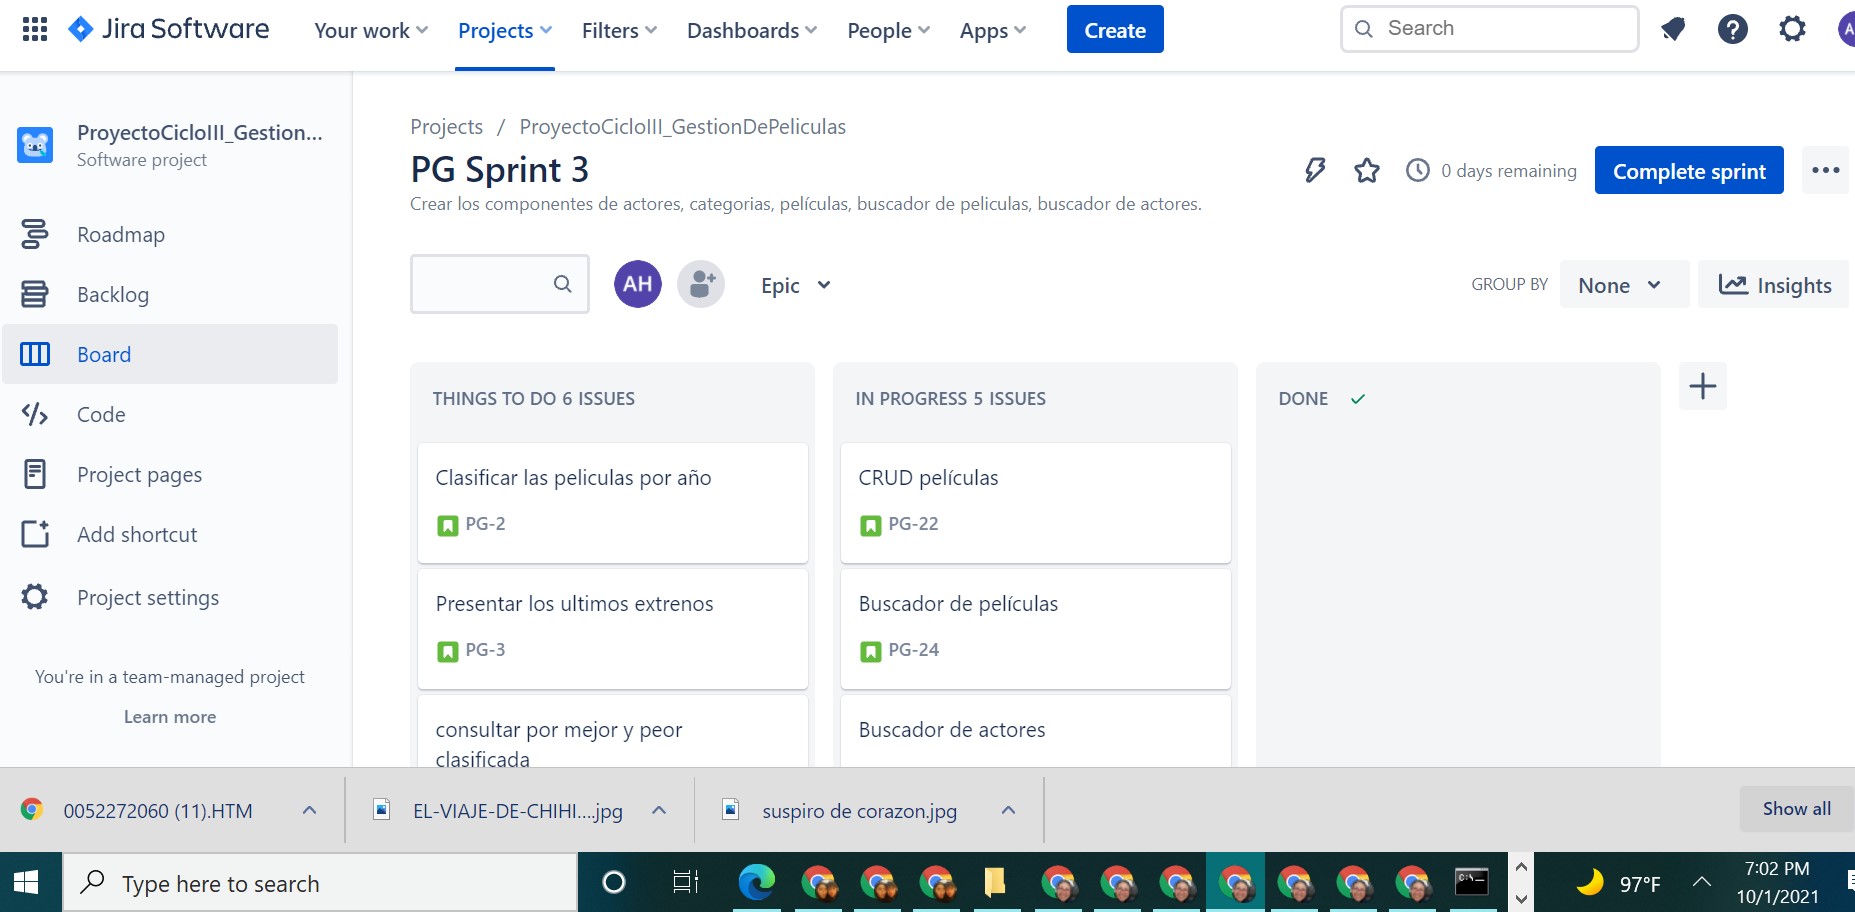 Jira Software
Your work
Projects
Filters
Dashboards
People
Apps
Create
Search
A
ProyectoCicloIII_Gestion...
Software project
Roadmap
Backlog
Board
Code
Project pages
Add shortcut
Project settings
You're in a team-managed project
Learn more
Projects / ProyectoCicloIII_GestionDePeliculas
PG Sprint 3
0 days remaining
Complete sprint
Crear los componentes de actores, categorias, películas, buscador de peliculas, buscador de actores.
AH
Epic
GROUP BY
None
Insights
THINGS TO DO 6 ISSUES
Clasificar las peliculas por año
PG-2
Presentar los ultimos extrenos
PG-3
consultar por mejor y peor
clasificada
IN PROGRESS 5 ISSUES
CRUD películas
PG-22
Buscador de películas
PG-24
Buscador de actores
DONE
0052272060 (11).HTM
EL-VIAJE-DE-CHIHI....jpg
suspiro de corazon.jpg
Show all
Type here to search
C:\_
97°F
7:02 PM
10/1/2021